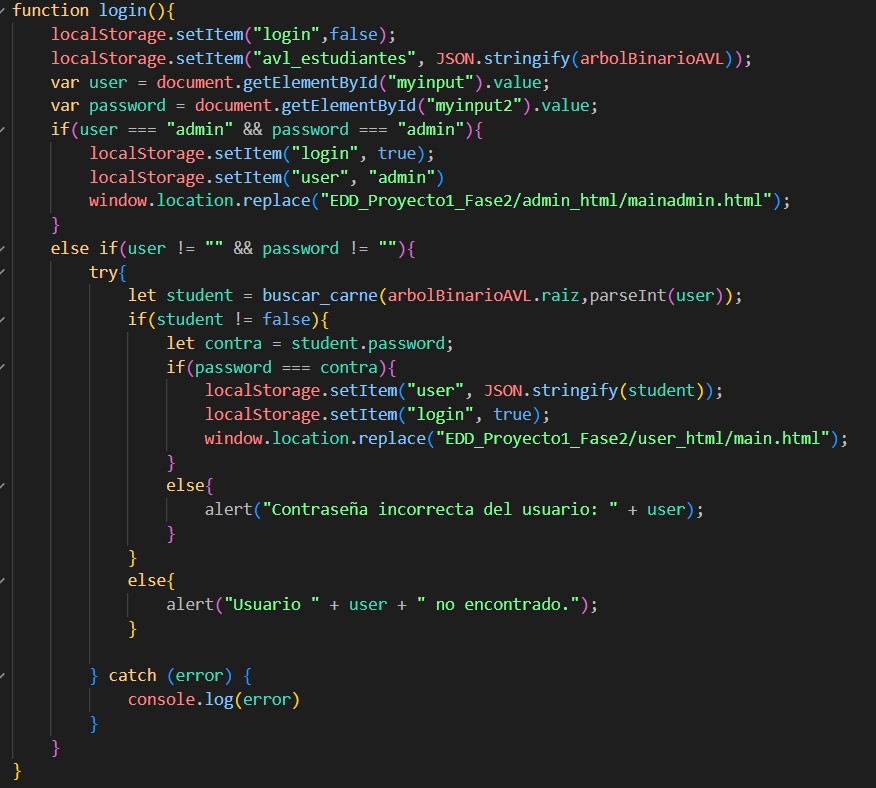 function login(){
    localStorage.setItem("login",false);
    localStorage.setItem("avl_estudiantes", JSON.stringify(arbolBinarioAVL));
    var user = document.getElementById("myinput").value;
    var password = document.getElementById("myinput2").value;
    if(user === "admin" && password === "admin"){
        localStorage.setItem("login", true);
        localStorage.setItem("user", "admin")
        window.location.replace("EDD_Proyecto1_Fase2/admin_html/mainadmin.html");
    }
    else if(user != "" && password != ""){
        try{
            let student = buscar_carne(arbolBinarioAVL.raiz,parseInt(user));
            if(student != false){
                let contra = student.password;
                if(password === contra){
                    localStorage.setItem("user", JSON.stringify(student));
                    localStorage.setItem("login", true);
                    window.location.replace("EDD_Proyecto1_Fase2/user_html/main.html");
                }
                else{
                    alert("Contraseña incorrecta del usuario: " + user);
                }
            }
            else{
                alert("Usuario " + user + " no encontrado.");
            }

        } catch (error) {
            console.log(error)
        }
    }
}